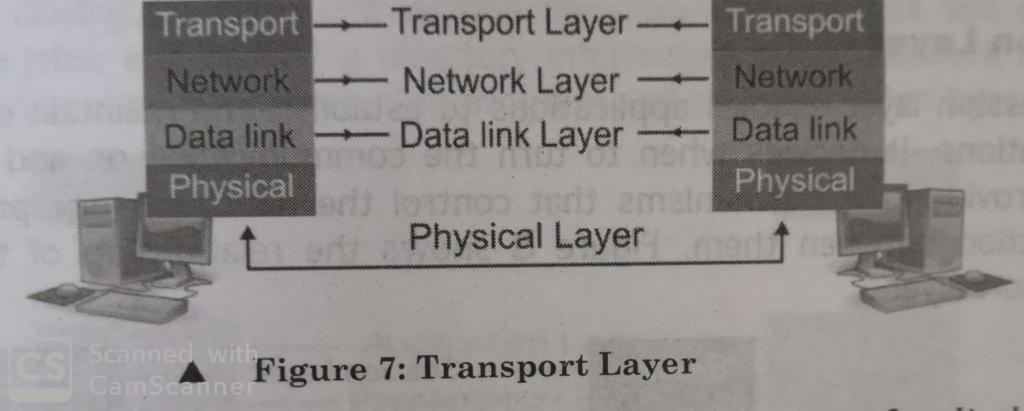 Transport Transport Layer Transport
Network Network Layer Network
Data link Data link Layer Data link
Physical Physical
Physical Layer
▲ Figure 7: Transport Layer
CS Scanned with
CamScanner